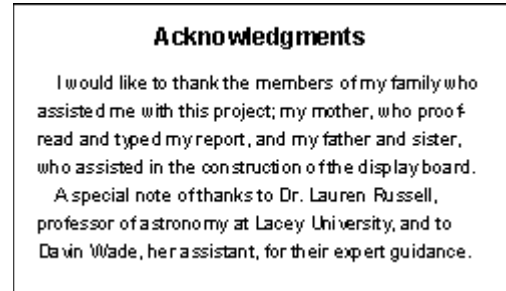 Acknowledgments
I would like to thank the members of my family who
assisted me with this project; my mother, who proof-
read and typed my report, and my father and sister,
who assisted in the construction of the display board.
A special note of thanks to Dr. Lauren Russell,
professor of astronomy at Lacey University, and to
Davin Wade, her assistant, for their expert guidance.